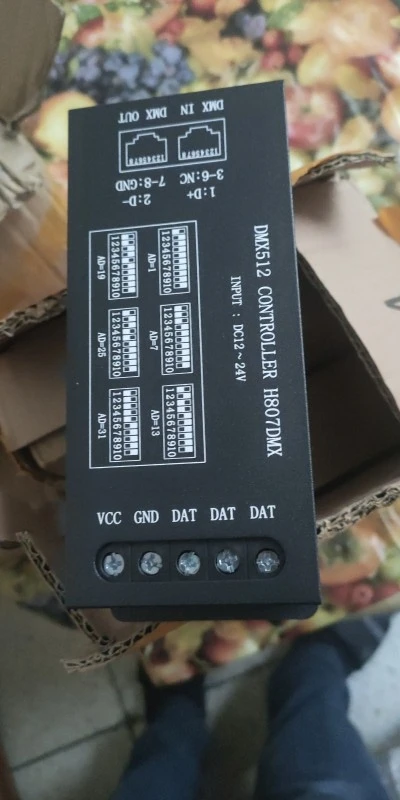 DMX OUT DMX IN
12345678 12345678
2:D- 1:D+
7-8:GND 3-6:NC
DMX512 CONTROLLER H807DMX
INPUT : DC12~24V
12345678910
AD=1
12345678910
AD=7
12345678910
AD=13
12345678910
AD=19
12345678910
AD=25
12345678910
AD=31
VCC GND DAT DAT DAT